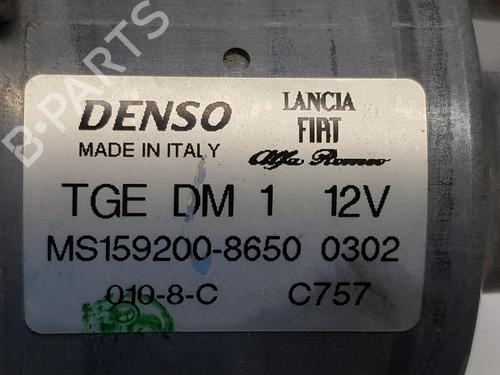 B-PARTS
DENSO
LANCIA
FIAT
Alfa Romeo
MADE IN ITALY
TGE DM 1 12V
MS159200-8650 0302
010-8-C C757